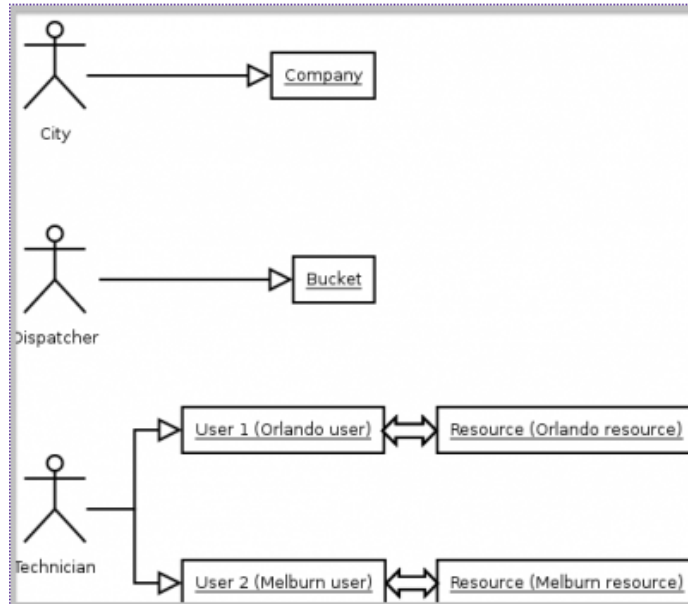 Company
City
Bucket
Dispatcher
User 1 (Orlando user)
Resource (Orlando resource)
Technician
User 2 (Melburn user)
Resource (Melburn resource)